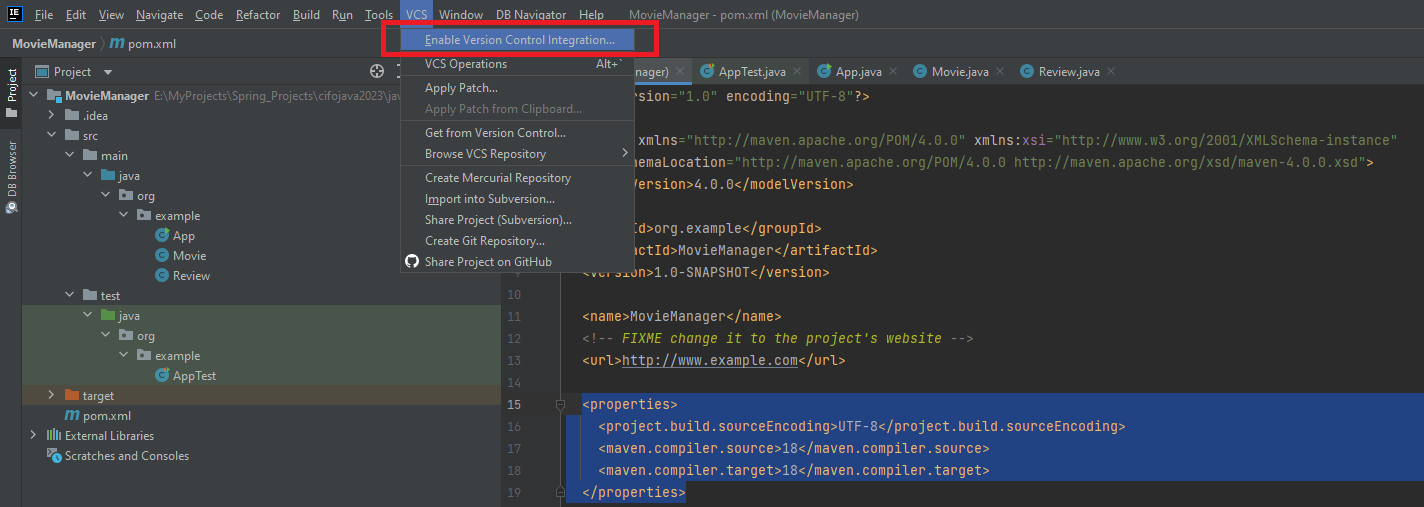 IE File Edit View Navigate Code Refactor Build Run Tools VCS Window DB Navigator Help MovieManager - pom.xml (MovieManager)
MovieManager m pom.xml
Enable Version Control Integration...
VCS Operations Alt+`
Apply Patch...
Apply Patch from Clipboard...
Get from Version Control...
Browse VCS Repository
Create Mercurial Repository
Import into Subversion...
Share Project (Subversion)...
Create Git Repository...
Share Project on GitHub
Project
DB Browser
Project
MovieManager E:\MyProjects\Spring_Projects\cifojava2023\jav
.idea
src
main
java
org
example
App
Movie
Review
test
java
org
example
AppTest
target
m pom.xml
External Libraries
Scratches and Consoles
nager) AppTest.java App.java Movie.java Review.java
ersion="1.0" encoding="UTF-8"?>
xmlns="http://maven.apache.org/POM/4.0.0" xmlns:xsi="http://www.w3.org/2001/XMLSchema-instance"
hemaLocation="http://maven.apache.org/POM/4.0.0 http://maven.apache.org/xsd/maven-4.0.0.xsd">
ersion>4.0.0</modelVersion>
Id>org.example</groupId>
actId>MovieManager</artifactId>
<version>1.0-SNAPSHOT</version>
10
11 <name>MovieManager</name>
12 <!-- FIXME change it to the project's website -->
13 <url>http://www.example.com</url>
14
15 <properties>
16 <project.build.sourceEncoding>UTF-8</project.build.sourceEncoding>
17 <maven.compiler.source>18</maven.compiler.source>
18 <maven.compiler.target>18</maven.compiler.target>
19 </properties>